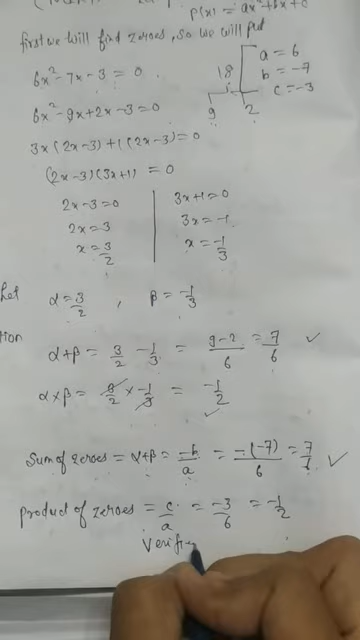 P(x) = ax² + bx + c
first we will find zeroes, so we will put
6x² - 7x - 3 = 0
a = 6
b = -7
c = -3
18
9 2
6x² - 9x + 2x - 3 = 0
3x(2x-3) + 1(2x-3) = 0
(2x-3)(3x+1) = 0
2x - 3 = 0 3x + 1 = 0
2x = 3 3x = -1
x = 3/2 x = -1/3
Let α = 3/2 , β = -1/3
α + β = 3/2 - 1/3 = 9-2/6 = 7/6 ✓
α × β = 3/2 × -1/3 = -1/2 ✓
Sum of zeroes = α + β = -b/a = -(-7)/6 = 7/6 ✓
product of zeroes = c/a = -3/6 = -1/2